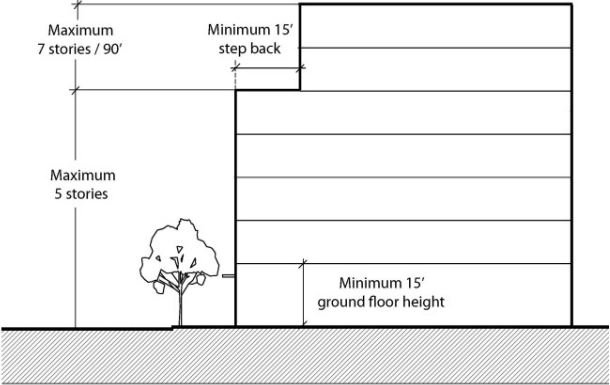 Maximum
7 stories / 90’
Minimum 15’
step back
Maximum
5 stories
Minimum 15’
ground floor height